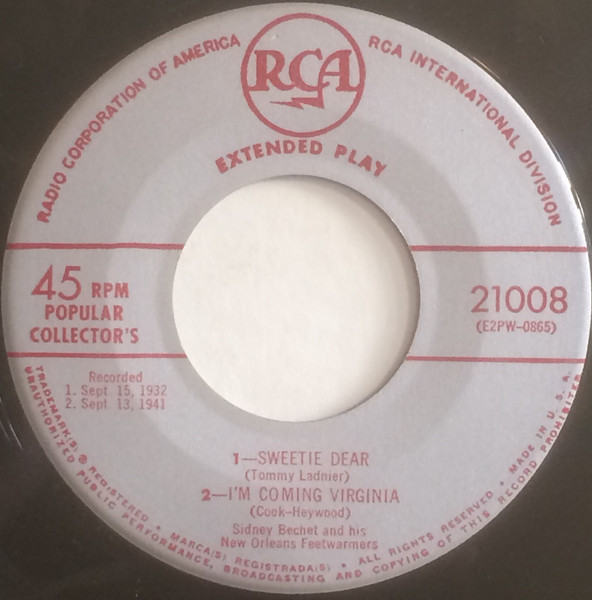 RADIO CORPORATION OF AMERICA
RCA
RCA INTERNATIONAL DIVISION
EXTENDED PLAY
45 RPM
POPULAR
COLLECTOR'S
21008
(E2PW-0865)
Recorded
1. Sept 15, 1932
2. Sept 13, 1941
1—SWEETIE DEAR
(Tommy Ladnier)
2—I'M COMING VIRGINIA
(Cook-Heywood)
Sidney Bechet and his
New Orleans Feetwarmers
TRADEMARK(S) ® REGISTERED • MARCA(S) REGISTRADA(S) • ALL RIGHTS RESERVED • MADE IN U. S. A.
UNAUTHORIZED PUBLIC PERFORMANCE, BROADCASTING AND COPYING OF THIS RECORD PROHIBITED